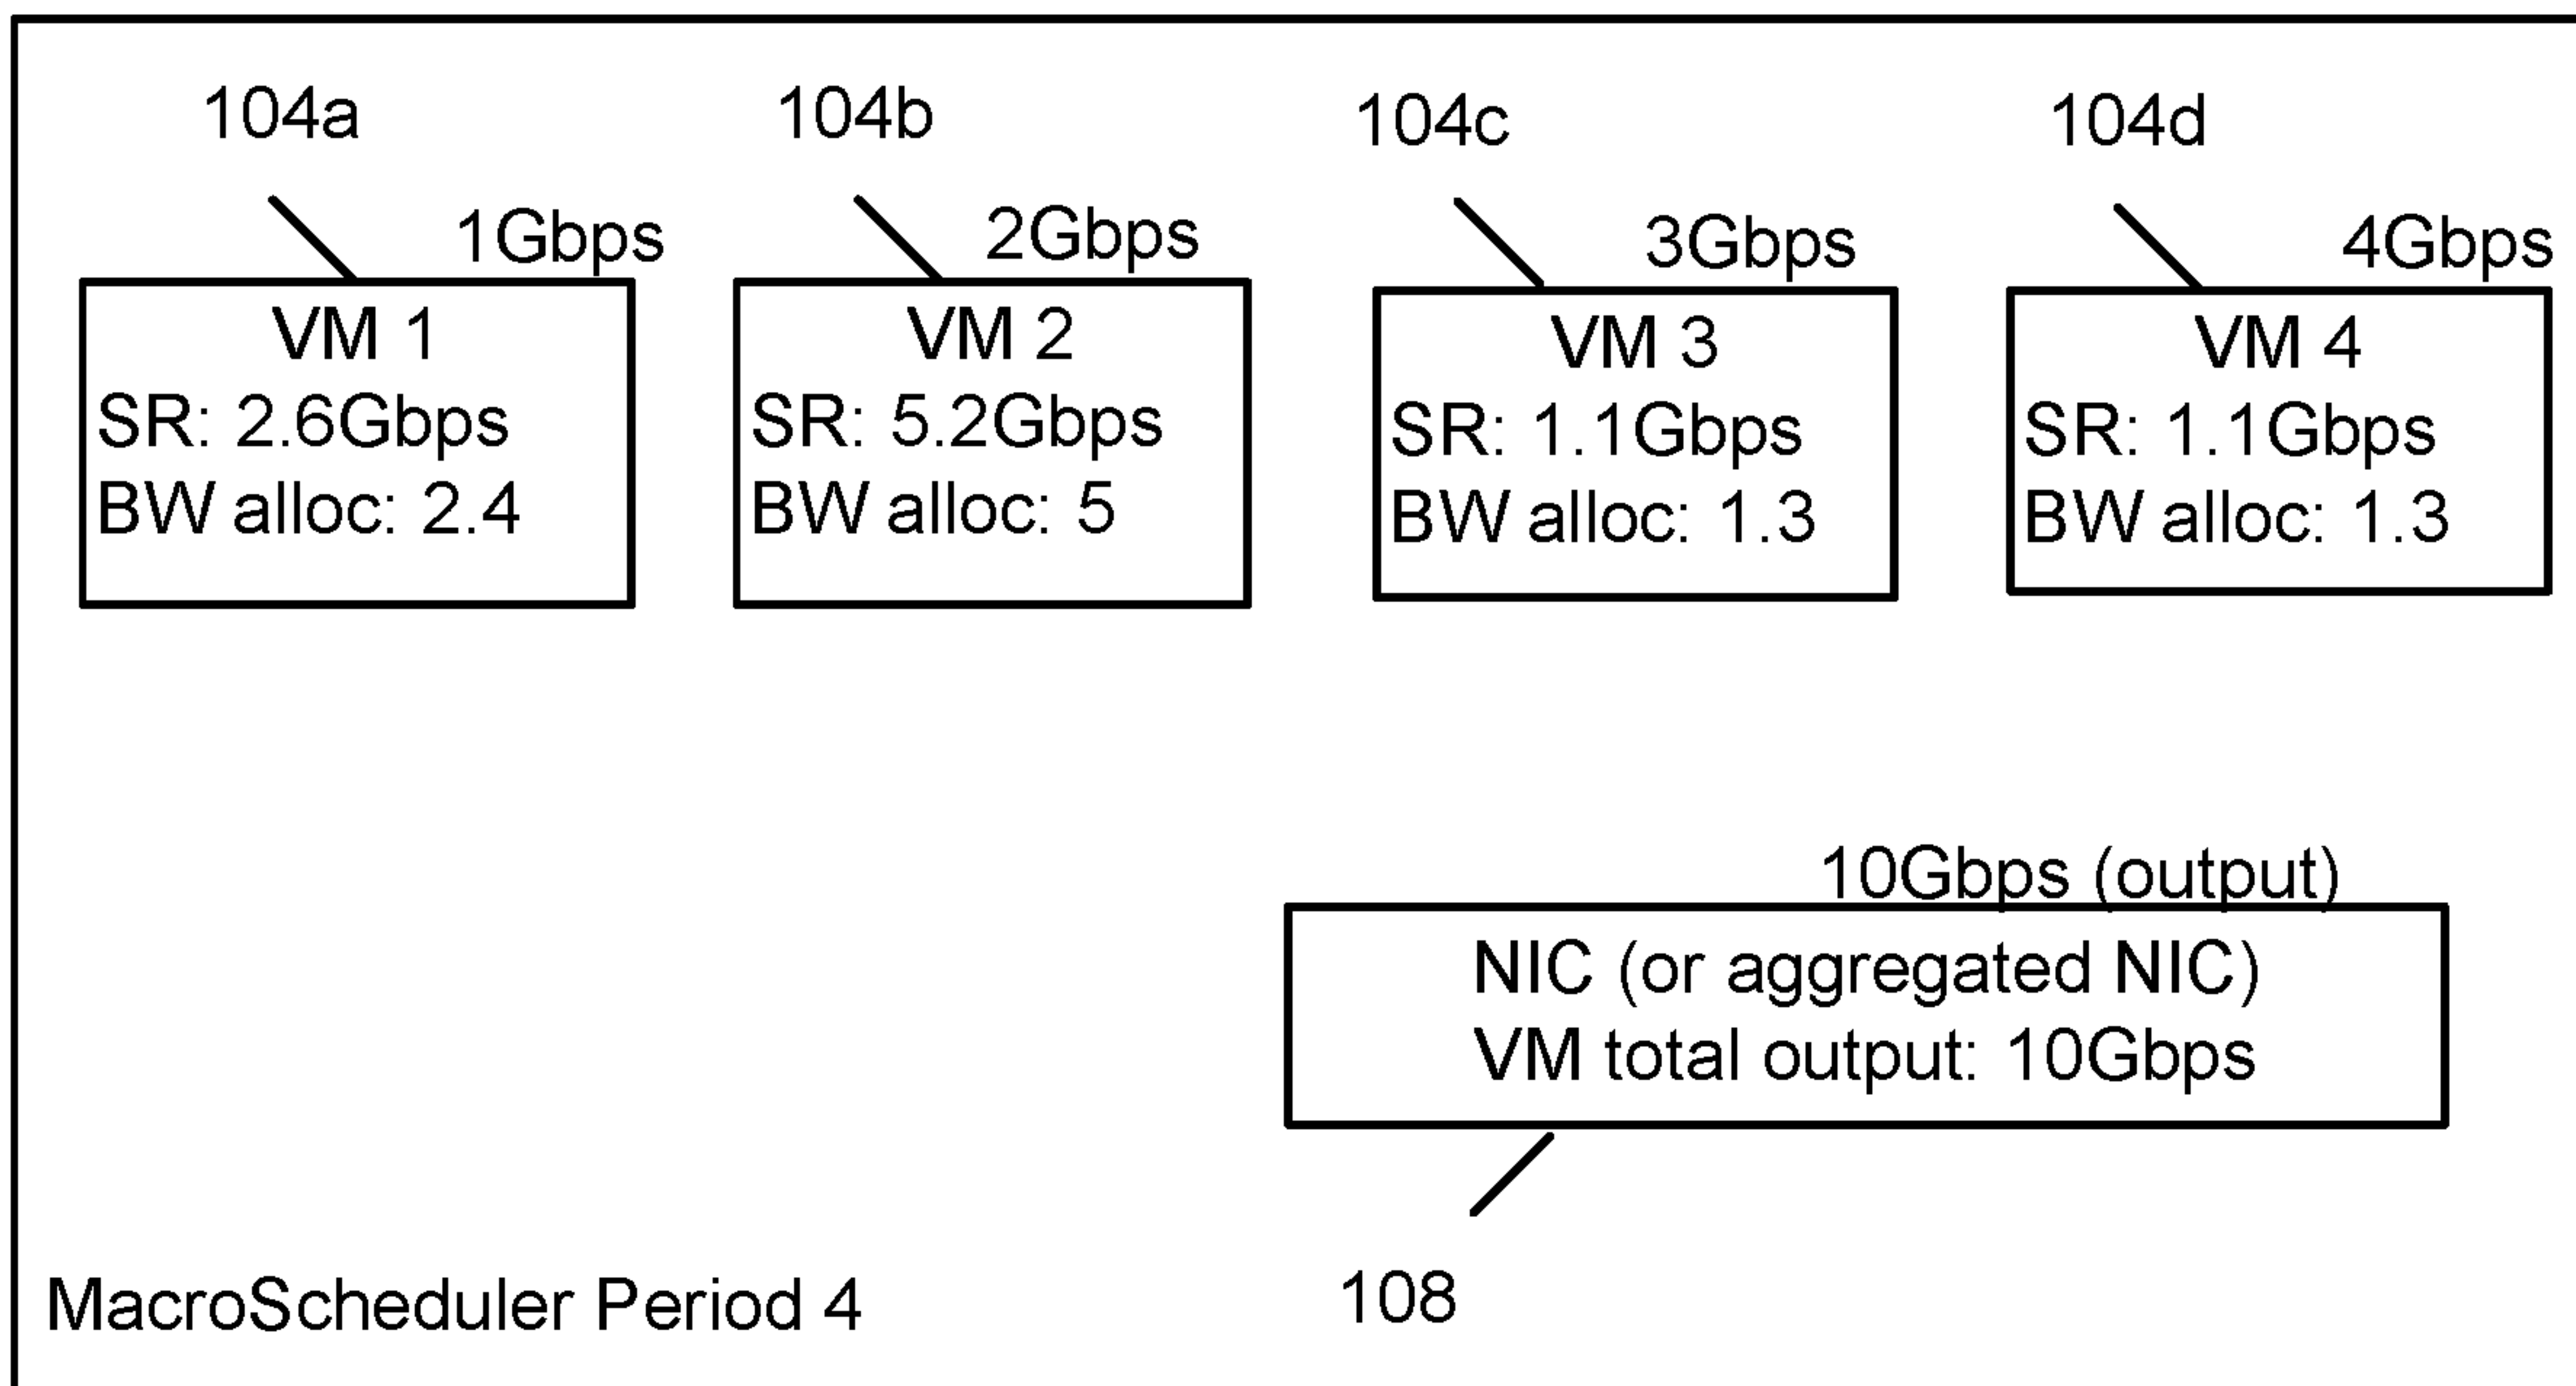 104a
104b
104c
104d
1Gbps
2Gbps
3Gbps
4Gbps
VM 1
SR: 2.6Gbps
BW alloc: 2.4
VM 2
SR: 5.2Gbps
BW alloc: 5
VM 3
SR: 1.1Gbps
BW alloc: 1.3
VM 4
SR: 1.1Gbps
BW alloc: 1.3
10Gbps (output)
NIC (or aggregated NIC)
VM total output: 10Gbps
108
MacroScheduler Period 4